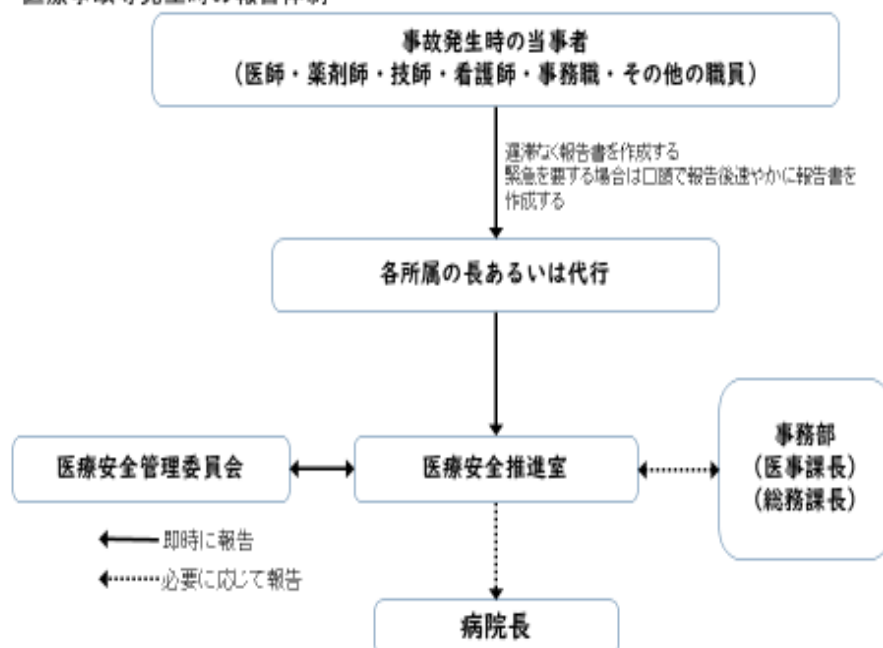 医療事故等発生時の報告体制
事故発生時の当事者
(医師・薬剤師・技師・看護師・事務職・その他の職員)
遅滞なく報告書を作成する
緊急を要する場合は口頭で報告後速やかに報告書を
作成する
各所属の長あるいは代行
医療安全管理委員会
医療安全推進室
事務部
(医事課長)
(総務課長)
即時に報告
必要に応じて報告
病院長